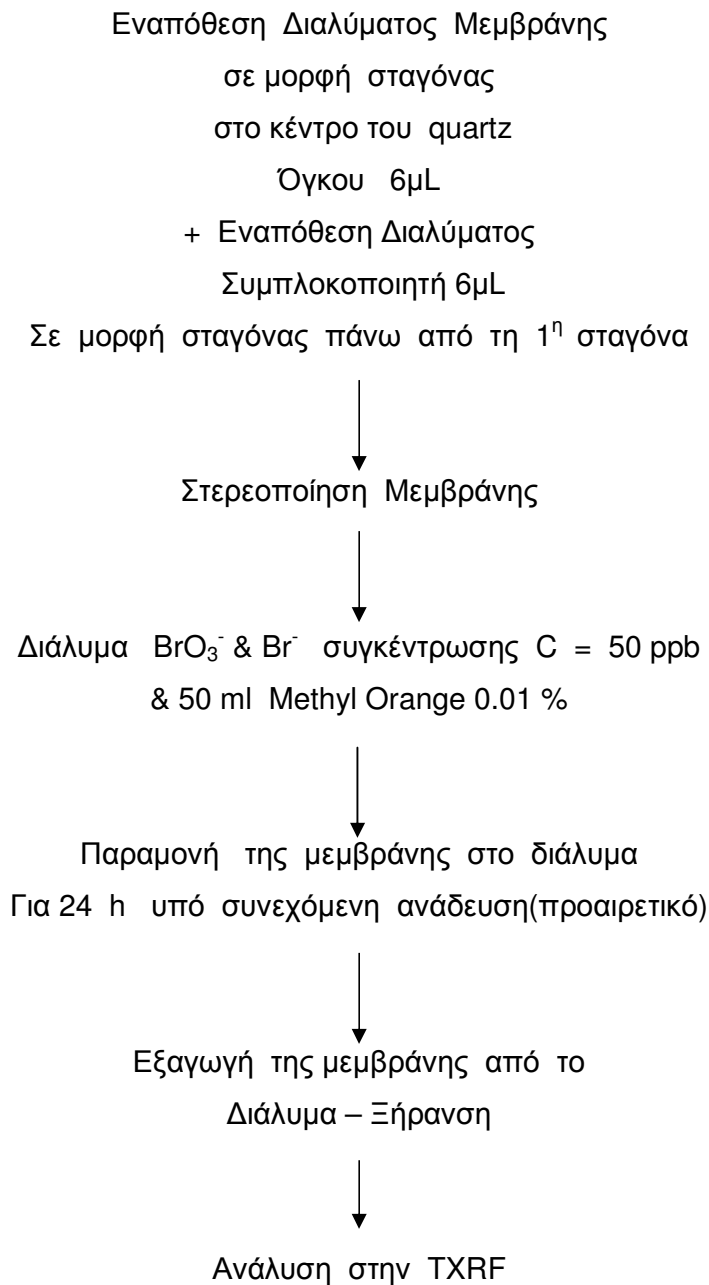 Εναπόθεση Διαλύματος Μεμβράνης
σε μορφή σταγόνας
στο κέντρο του quartz
Όγκου 6μL
+ Εναπόθεση Διαλύματος
Συμπλοκοποιητή 6μL
Σε μορφή σταγόνας πάνω από τη 1η σταγόνα
Στερεοποίηση Μεμβράνης
Διάλυμα BrO₃⁻ & Br⁻ συγκέντρωσης C = 50 ppb
& 50 ml Methyl Orange 0.01 %
Παραμονή της μεμβράνης στο διάλυμα
Για 24 h υπό συνεχόμενη ανάδευση(προαιρετικό)
Εξαγωγή της μεμβράνης από το
Διάλυμα – Ξήρανση
Ανάλυση στην TXRF